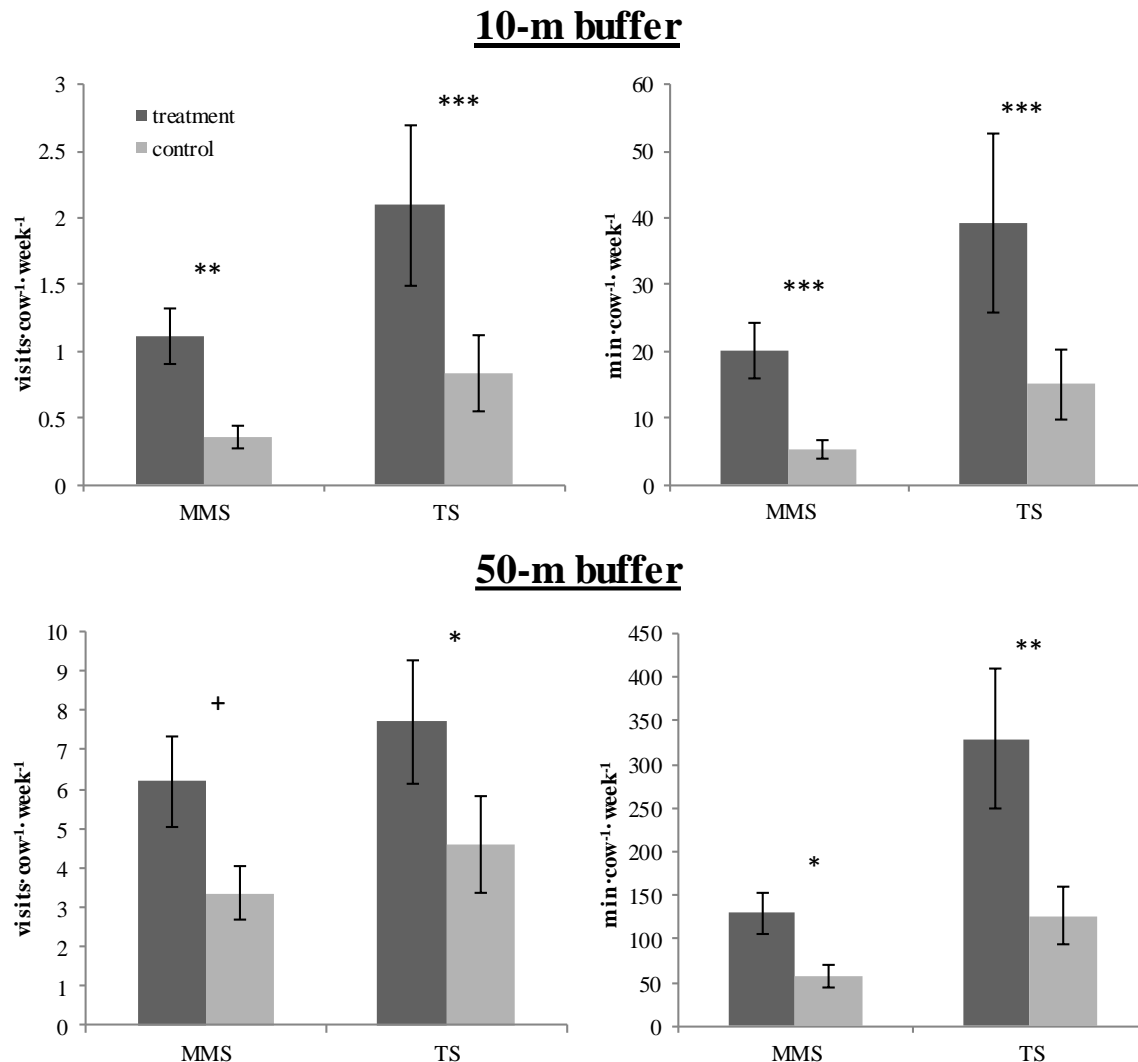 10-m buffer
visits·cow⁻¹·week⁻¹
3
2.5
2
1.5
1
0.5
0
treatment
control
**
***
MMS
TS
min·cow⁻¹·week⁻¹
60
50
40
30
20
10
0
***
***
MMS
TS
50-m buffer
visits·cow⁻¹·week⁻¹
10
9
8
7
6
5
4
3
2
1
0
+
*
MMS
TS
min·cow⁻¹·week⁻¹
450
400
350
300
250
200
150
100
50
0
*
**
MMS
TS